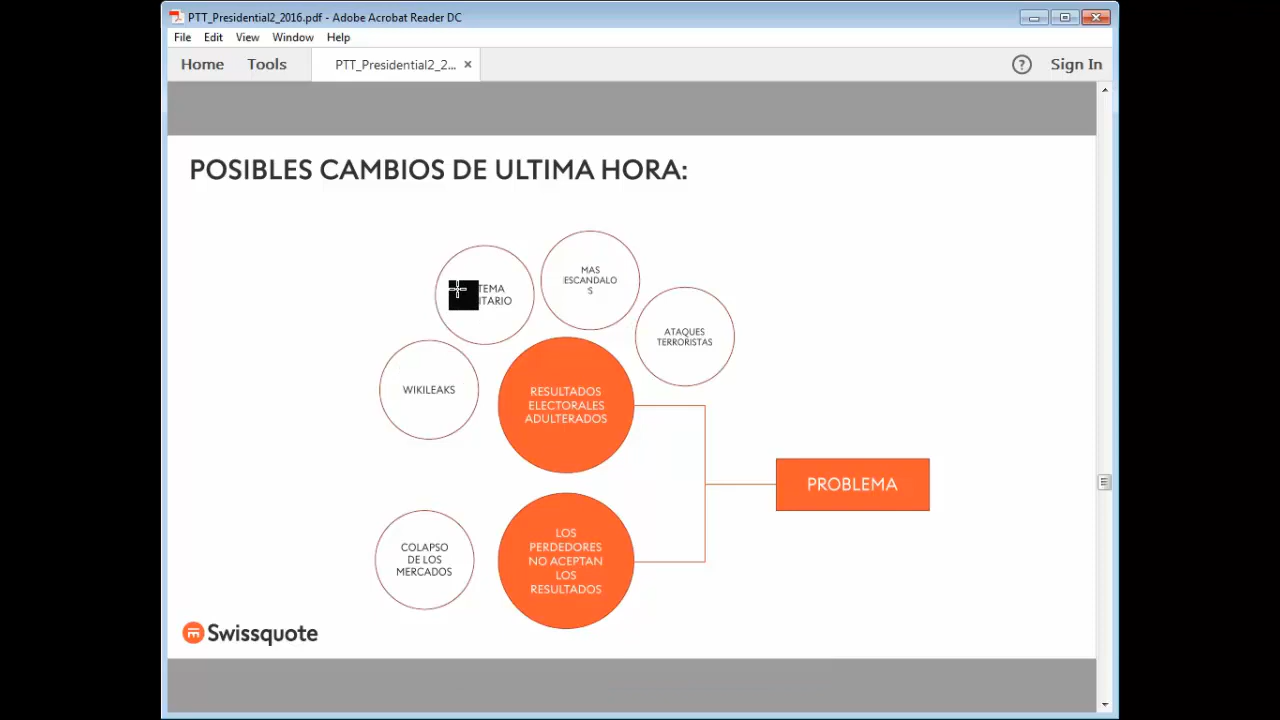 PTT_Presidential2_2016.pdf - Adobe Acrobat Reader DC
File Edit View Window Help
Home Tools PTT_Presidential2_2... × ? Sign In
POSIBLES CAMBIOS DE ULTIMA HORA:
TEMA
ITARIO
MAS
ESCANDALO
S
ATAQUES
TERRORISTAS
WIKILEAKS
RESULTADOS
ELECTORALES
ADULTERADOS
PROBLEMA
COLAPSO
DE LOS
MERCADOS
LOS
PERDEDORES
NO ACEPTAN
LOS
RESULTADOS
Swissquote